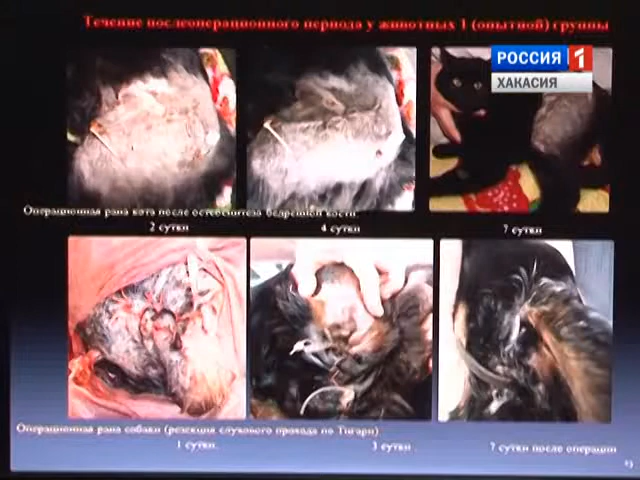 Течение послеоперационного периода у животных 1 (опытной) группы
РОССИЯ 1
ХАКАСИЯ
Операционная рана кота после остеосинтеза бедренной кости
2 сутки 4 сутки 7 сутки
Операционная рана собаки (резекция слухового прохода по Тигари)
1 сутки 3 сутки 7 сутки после операции